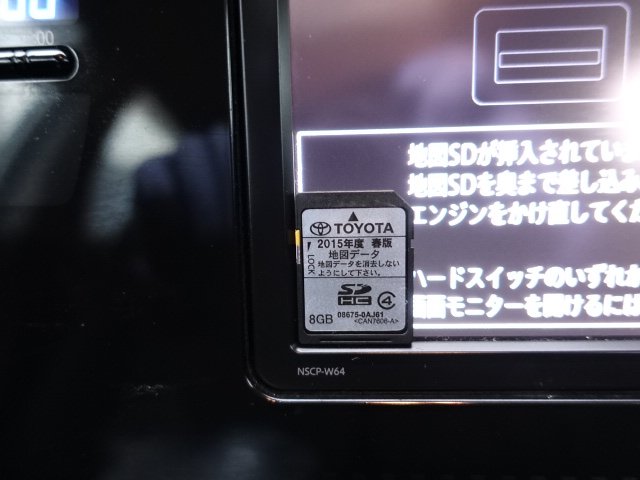 :00
地図SDが挿入されてい
地図SDを奥まで差し込み
エンジンをかけ直してくだ
ハードスイッチのいずれか
画面モニターを開けるには
TOYOTA
2015年度 春版
地図データ
地図データを消去しない
ようにして下さい。
LOCK
SD HC 4
8GB 08675-0AJ61
<CAN7606-A>
NSCP-W64